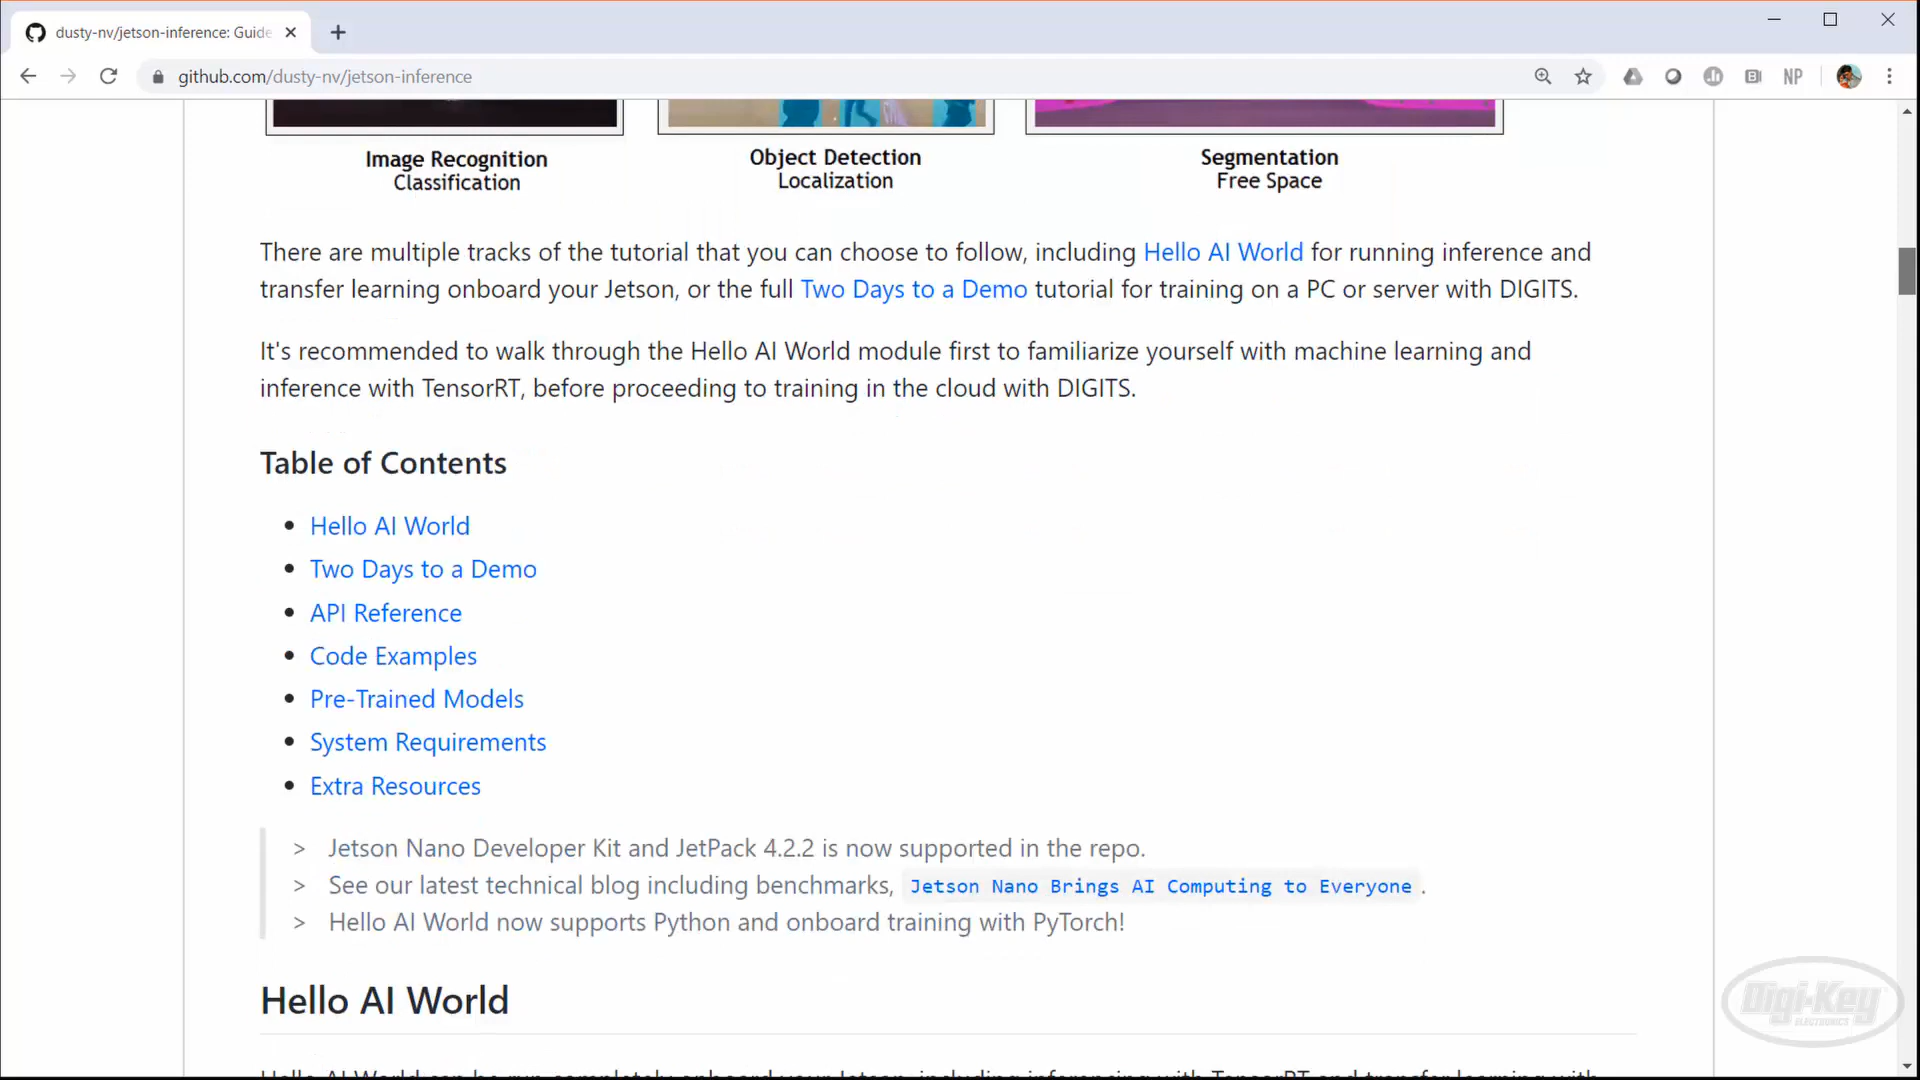 dusty-nv/jetson-inference: Guide
github.com/dusty-nv/jetson-inference
NP
Image Recognition
Classification
Object Detection
Localization
Segmentation
Free Space
There are multiple tracks of the tutorial that you can choose to follow, including Hello AI World for running inference and
transfer learning onboard your Jetson, or the full Two Days to a Demo tutorial for training on a PC or server with DIGITS.
It's recommended to walk through the Hello AI World module first to familiarize yourself with machine learning and
inference with TensorRT, before proceeding to training in the cloud with DIGITS.
Table of Contents
• Hello AI World
• Two Days to a Demo
• API Reference
• Code Examples
• Pre-Trained Models
• System Requirements
• Extra Resources
> Jetson Nano Developer Kit and JetPack 4.2.2 is now supported in the repo.
> See our latest technical blog including benchmarks, Jetson Nano Brings AI Computing to Everyone .
> Hello AI World now supports Python and onboard training with PyTorch!
Hello AI World
Hello AI World can be run completely onboard your Jetson, including inferencing with TensorRT and transfer learning with
Digi-Key
ELECTRONICS